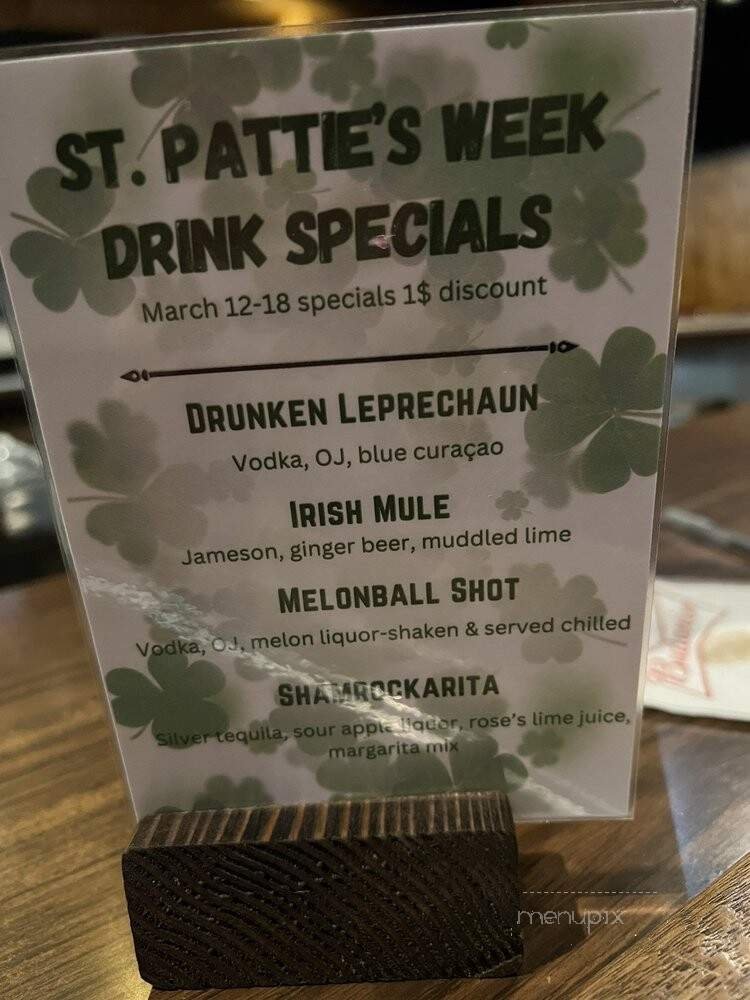 ST. PATTIE'S WEEK
DRINK SPECIALS
March 12-18 specials 1$ discount
DRUNKEN LEPRECHAUN
Vodka, OJ, blue curaçao
IRISH MULE
Jameson, ginger beer, muddled lime
MELONBALL SHOT
Vodka, OJ, melon liquor-shaken & served chilled
SHAMROCKARITA
Silver tequila, sour apple liquor, rose's lime juice,
margarita mix
Budweiser
menupix